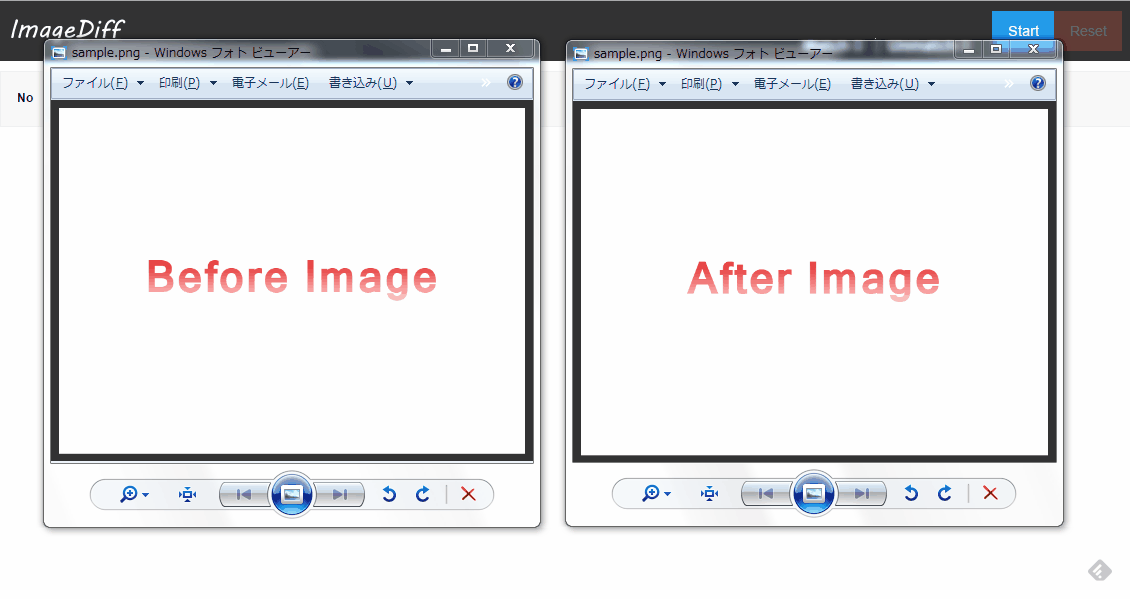 ImageDiff
Start
Reset
No
sample.png - Windows フォト ビューアー
ファイル(F) 印刷(P) 電子メール(E) 書き込み(U) »
Before Image
sample.png - Windows フォト ビューアー
ファイル(F) 印刷(P) 電子メール(E) 書き込み(U) »
After Image